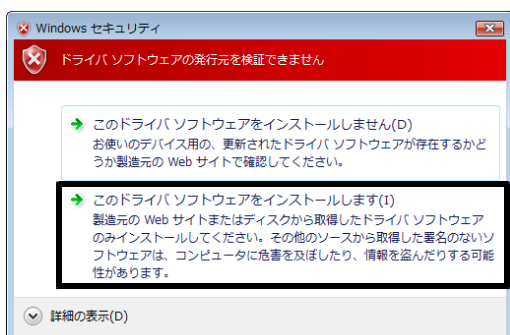 Windows セキュリティ
ドライバ ソフトウェアの発行元を検証できません
このドライバ ソフトウェアをインストールしません(D)
お使いのデバイス用の、更新されたドライバ ソフトウェアが存在するかど
うか製造元の Web サイトで確認してください。
このドライバ ソフトウェアをインストールします(I)
製造元の Web サイトまたはディスクから取得したドライバ ソフトウェア
のみインストールしてください。その他のソースから取得した署名のないソ
フトウェアは、コンピュータに危害を及ぼしたり、情報を盗んだりする可能
性があります。
詳細の表示(D)